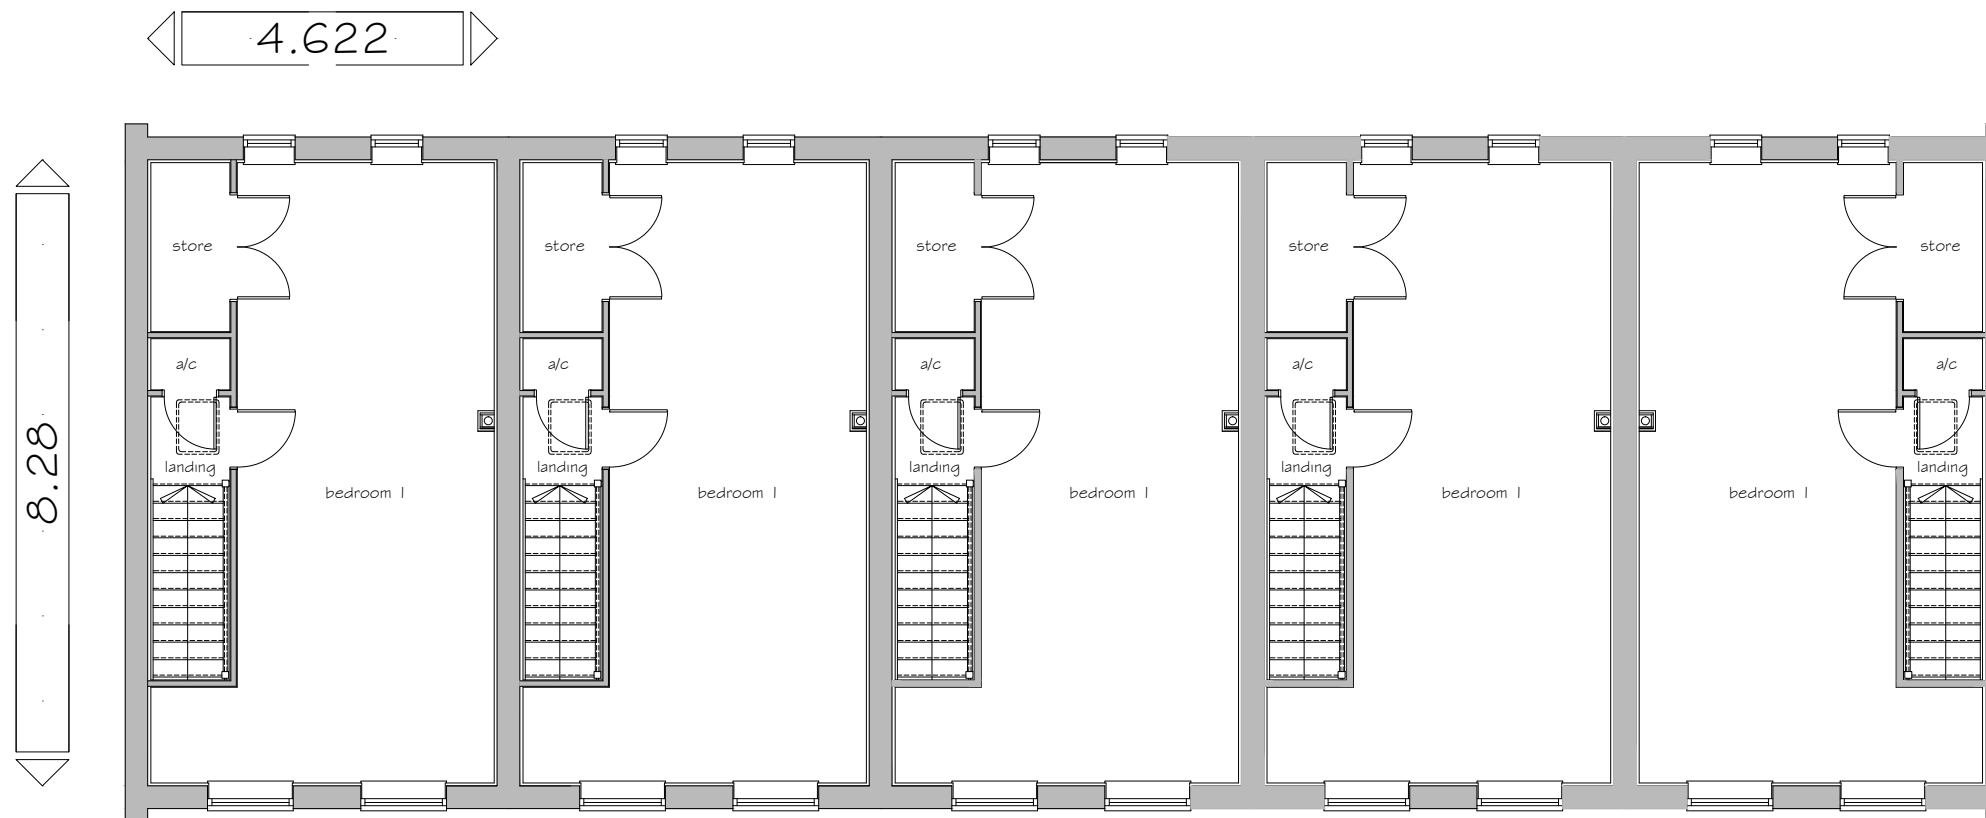 4.622
8.28
store store store store store
a/c a/c a/c a/c a/c
landing landing landing landing landing
bedroom 1 bedroom 1 bedroom 1 bedroom 1 bedroom 1